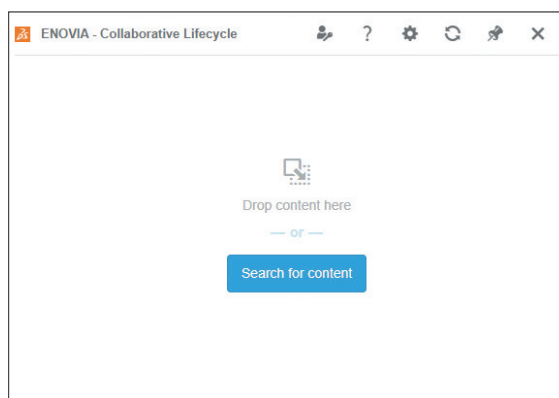 ENOVIA - Collaborative Lifecycle
Drop content here
— or —
Search for content